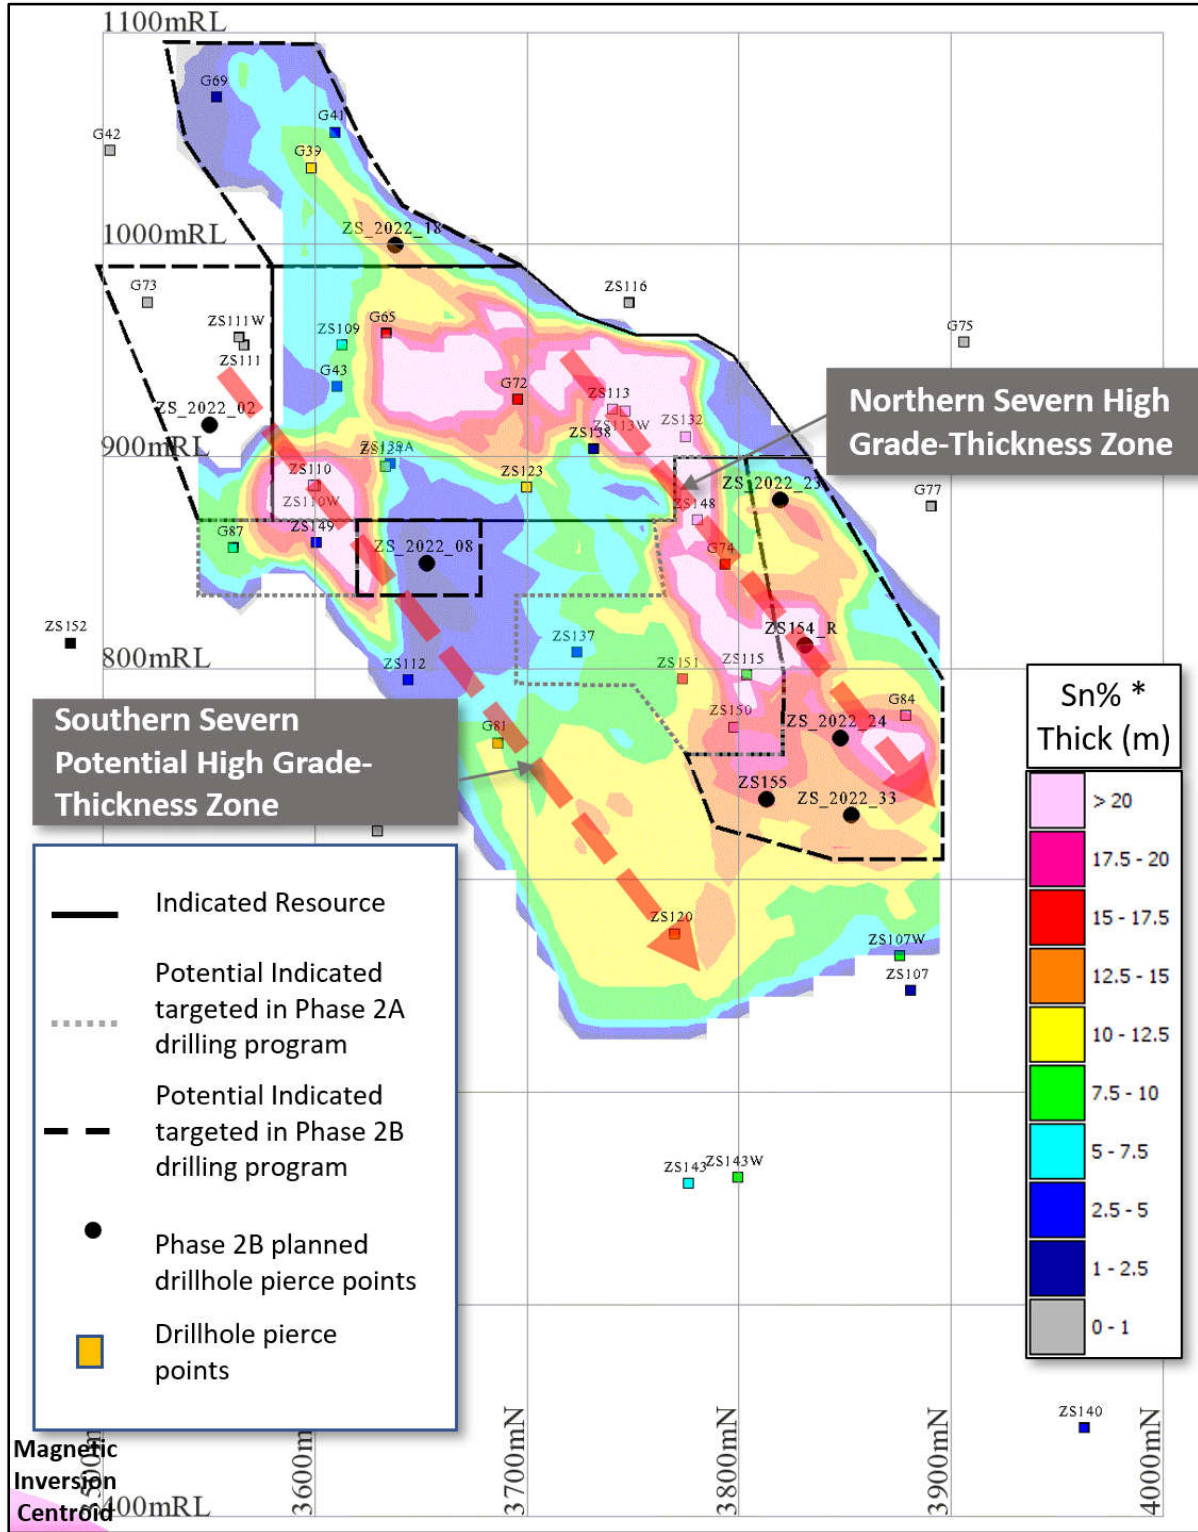 1100mRL
G69
G41
G42
G39
ZS_2022_18
1000mRL
G73
ZS116
ZS111W
G65
ZS109
G75
ZS111
G43
G72
ZS113
ZS_2022_02
ZS113W
ZS132
Northern Severn High
Grade-Thickness Zone
900mRL
ZS139A
ZS138
ZS110
ZS123
ZS_2022_23
ZS110W
ZS148
G77
G87
ZS149
ZS_2022_08
G74
ZS152
ZS137
ZS154_R
800mRL
ZS112
ZS151
ZS115
Sn% *
Thick (m)
Southern Severn
Potential High Grade-
Thickness Zone
G81
ZS150
ZS_2022_24
G84
ZS155
ZS_2022_33
> 20
17.5 - 20
15 - 17.5
12.5 - 15
10 - 12.5
7.5 - 10
5 - 7.5
2.5 - 5
1 - 2.5
0 - 1
Indicated Resource
Potential Indicated
targeted in Phase 2A
drilling program
Potential Indicated
targeted in Phase 2B
drilling program
Phase 2B planned
drillhole pierce points
Drillhole pierce
points
ZS120
ZS107W
ZS107
ZS143
ZS143W
ZS140
Magnetic
Inversion
Centroid
400mRL
3600m
3700mN
3800mN
3900mN
4000mN